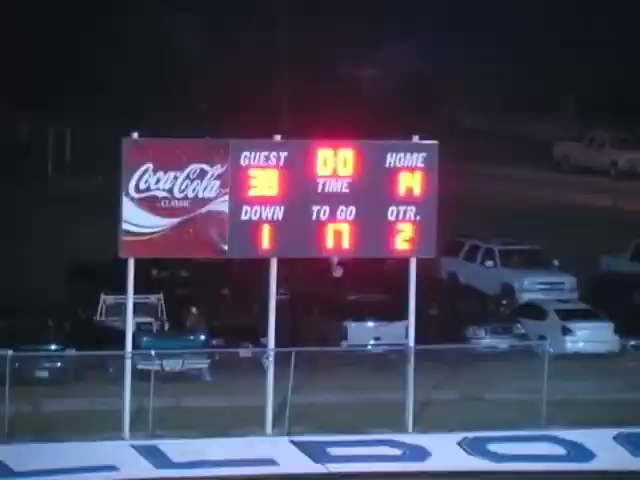 Coca-Cola
CLASSIC
GUEST 00 HOME
38 TIME 14
DOWN TO GO QTR.
1 17 2
LLDO